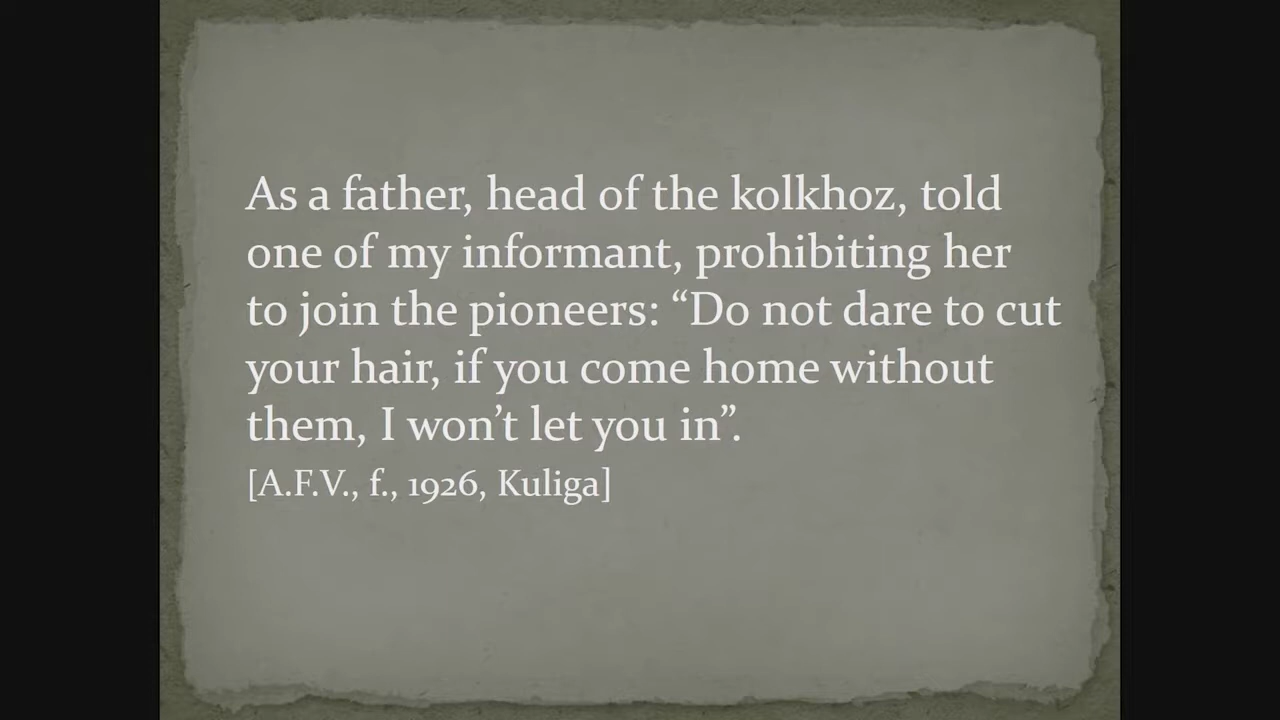 As a father, head of the kolkhoz, told
one of my informant, prohibiting her
to join the pioneers: “Do not dare to cut
your hair, if you come home without
them, I won’t let you in”.
[A.F.V., f., 1926, Kuliga]